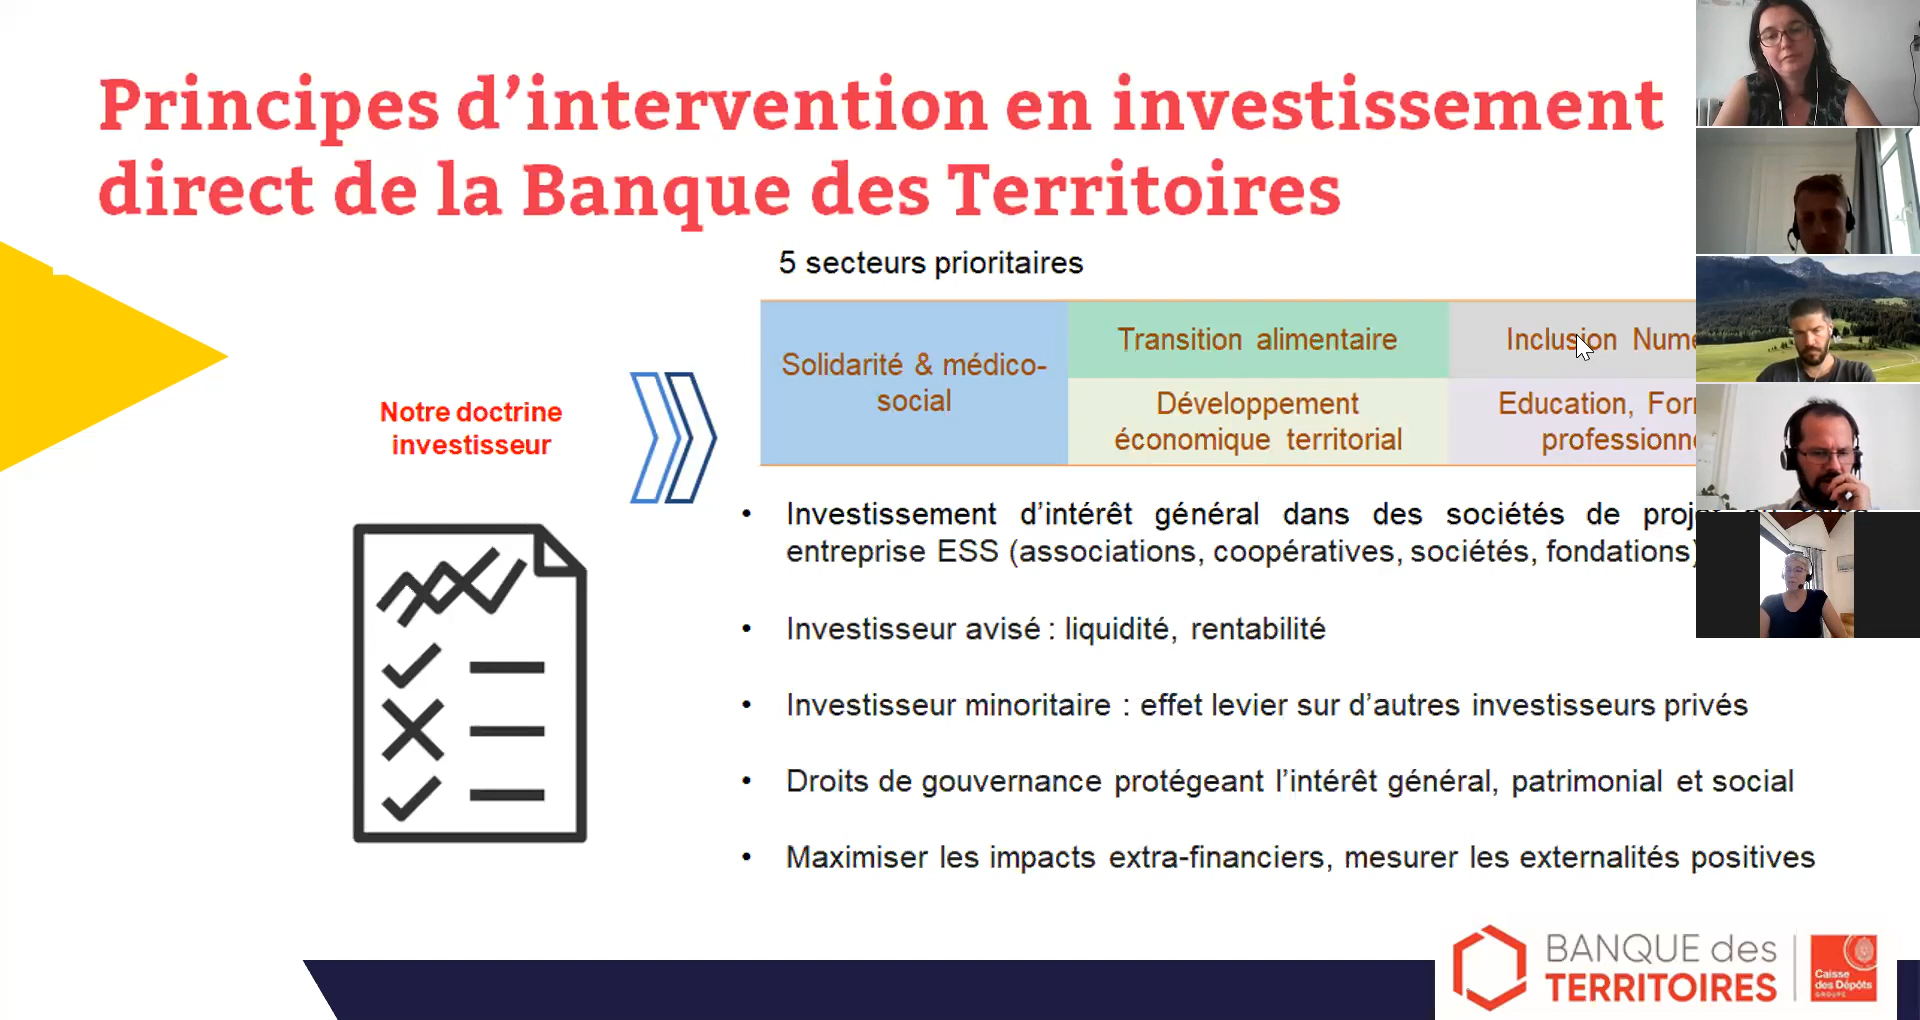 Principes d’intervention en investissement
direct de la Banque des Territoires
5 secteurs prioritaires
Solidarité & médico-
social
Transition alimentaire
Inclusion
Développement
économique territorial
Education,
Notre doctrine
investisseur
• Investissement d’intérêt général dans des sociétés de
entreprise ESS (associations, coopératives, sociétés, fondations)
• Investisseur avisé : liquidité, rentabilité
• Investisseur minoritaire : effet levier sur d’autres investisseurs privés
• Droits de gouvernance protégeant l’intérêt général, patrimonial et social
• Maximiser les impacts extra-financiers, mesurer les externalités positives
BANQUE des
TERRITOIRES
Caisse
des Dépôts
GROUPE